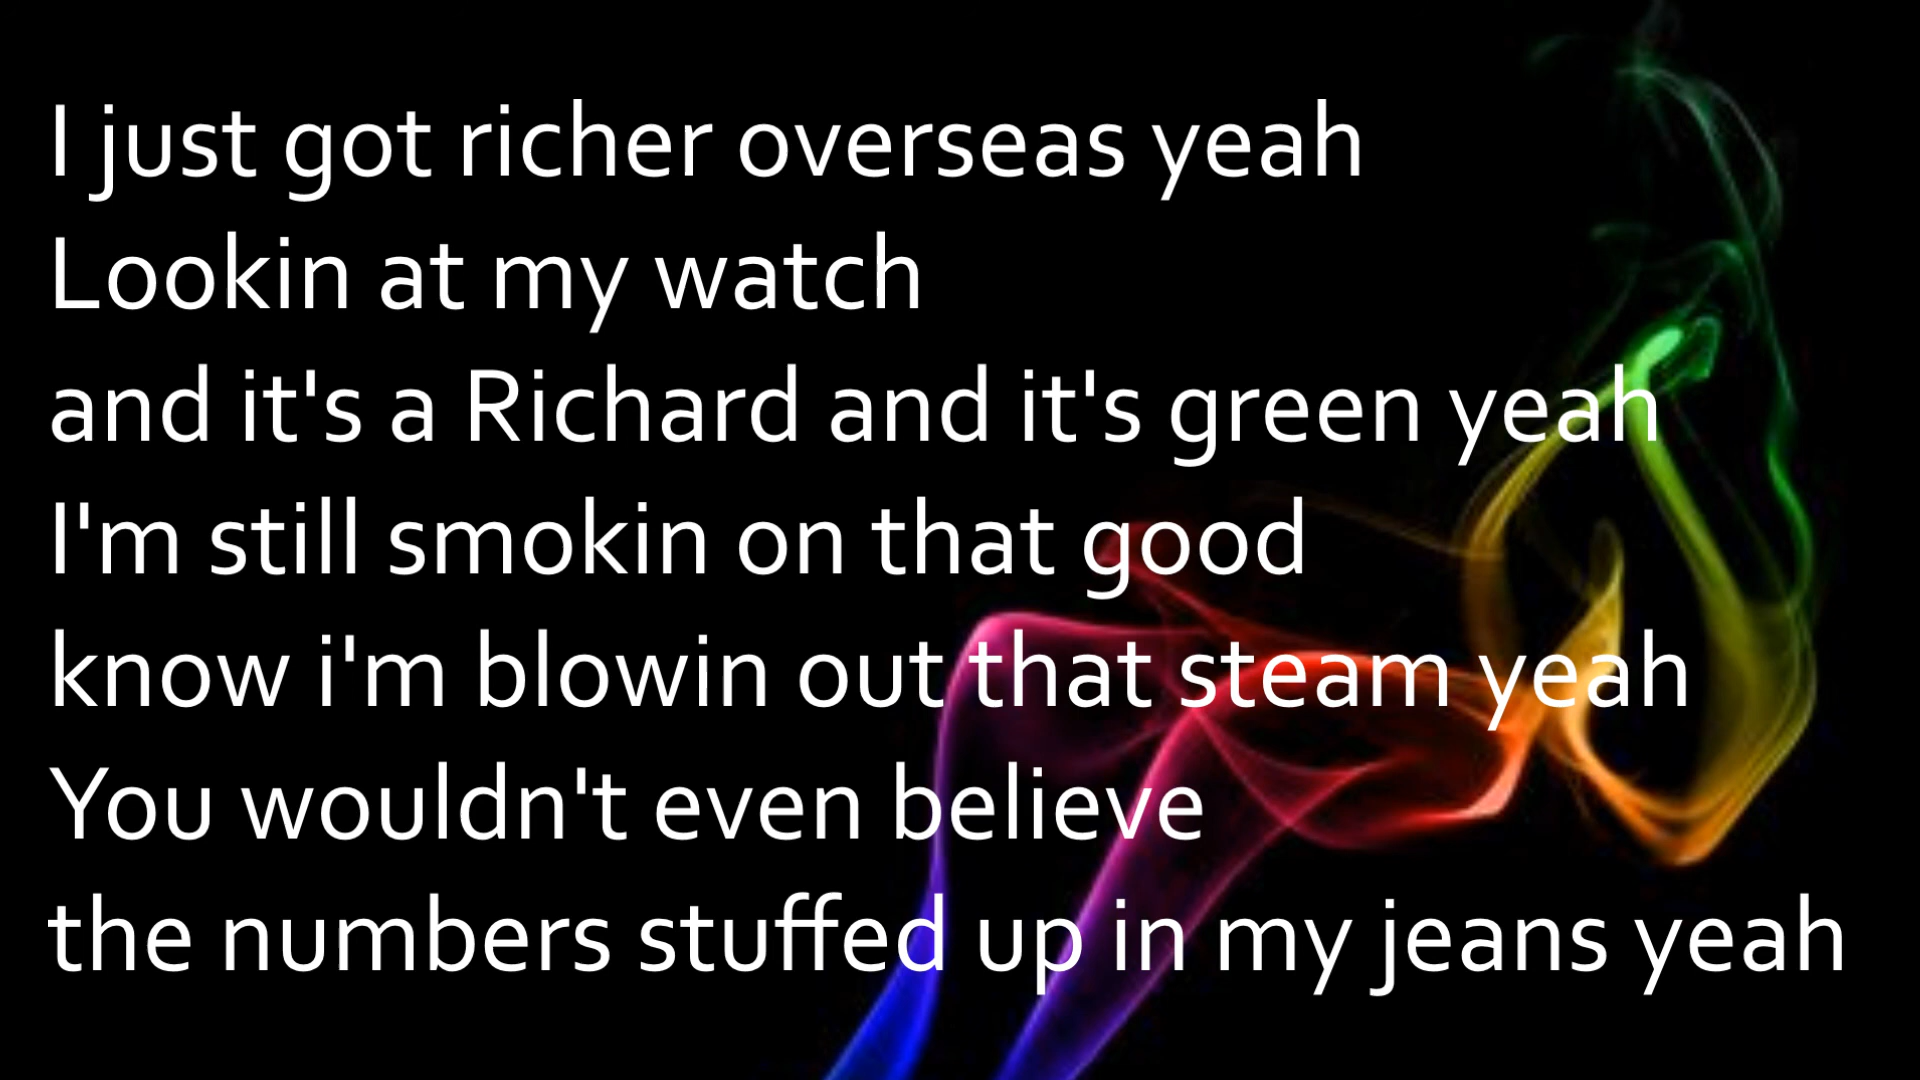 I just got richer overseas yeah
Lookin at my watch
and it's a Richard and it's green yeah
I'm still smokin on that good
know i'm blowin out that steam yeah
You wouldn't even believe
the numbers stuffed up in my jeans yeah